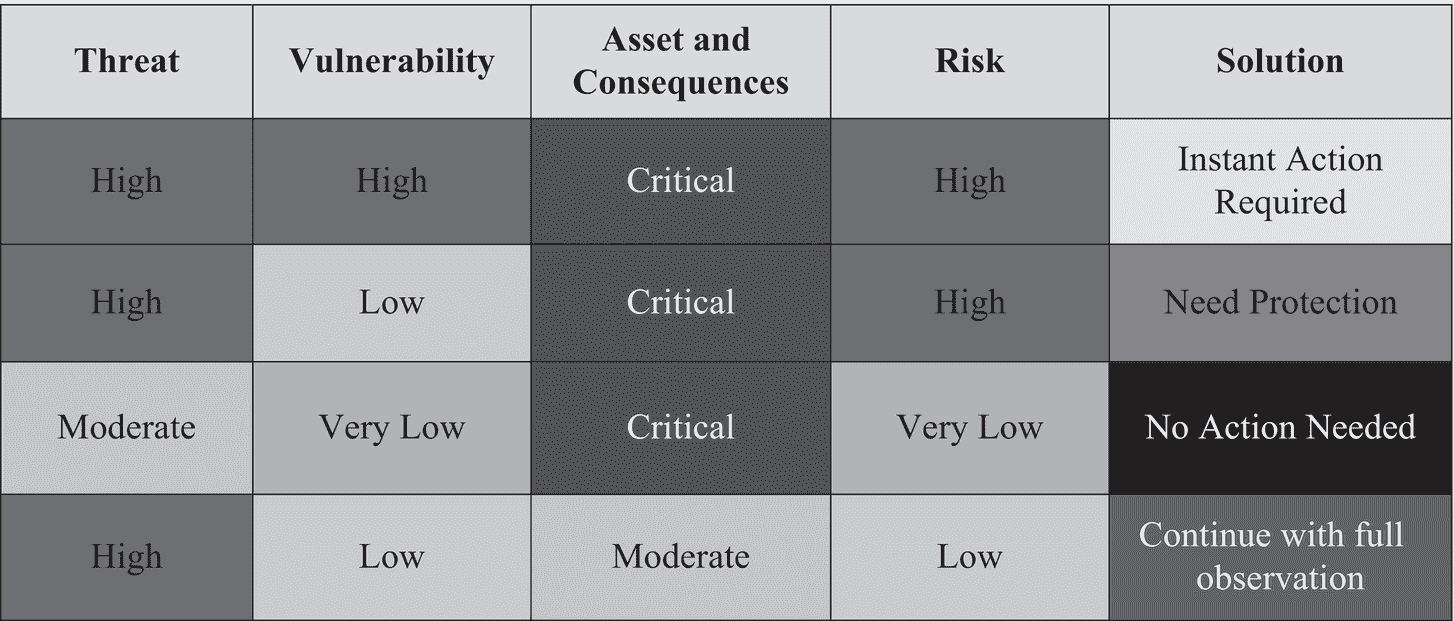 Threat
Vulnerability
Asset and
Consequences
Risk
Solution
High
High
Critical
High
Instant Action
Required
High
Low
Critical
High
Need Protection
Moderate
Very Low
Critical
Very Low
No Action Needed
High
Low
Moderate
Low
Continue with full
observation